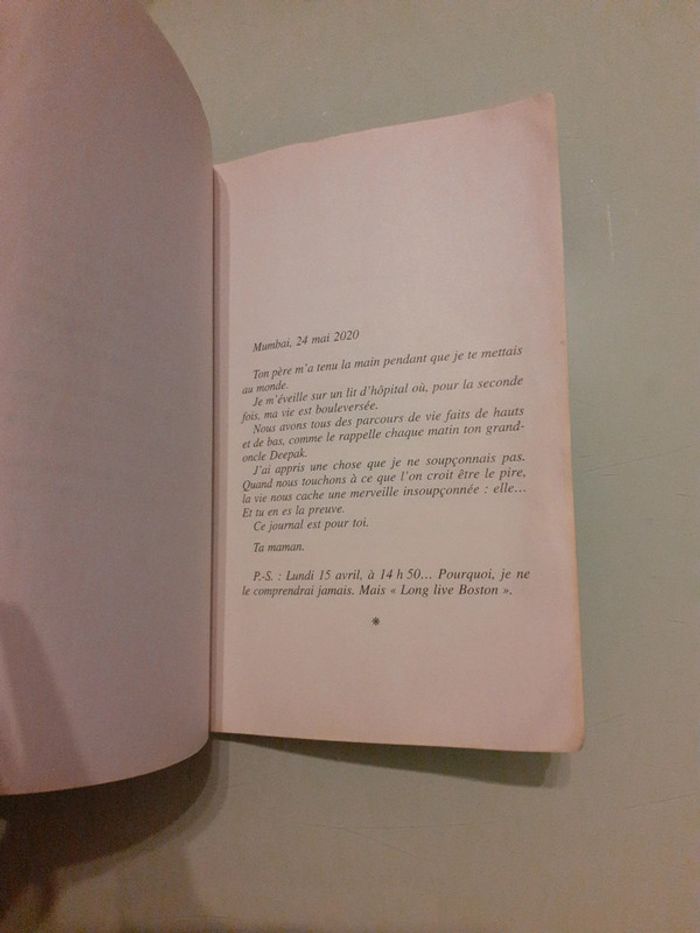 Mumbai, 24 mai 2020
Ton père m'a tenu la main pendant que je te mettais
au monde.
Je m'éveille sur un lit d'hôpital où, pour la seconde
fois, ma vie est bouleversée.
Nous avons tous des parcours de vie faits de hauts
et de bas, comme le rappelle chaque matin ton grand-
oncle Deepak.
J'ai appris une chose que je ne soupçonnais pas.
Quand nous touchons à ce que l'on croit être le pire,
la vie nous cache une merveille insoupçonnée : elle...
Et tu en es la preuve.
Ce journal est pour toi.
Ta maman.
P.-S. : Lundi 15 avril, à 14 h 50... Pourquoi, je ne
le comprendrai jamais. Mais « Long live Boston ».